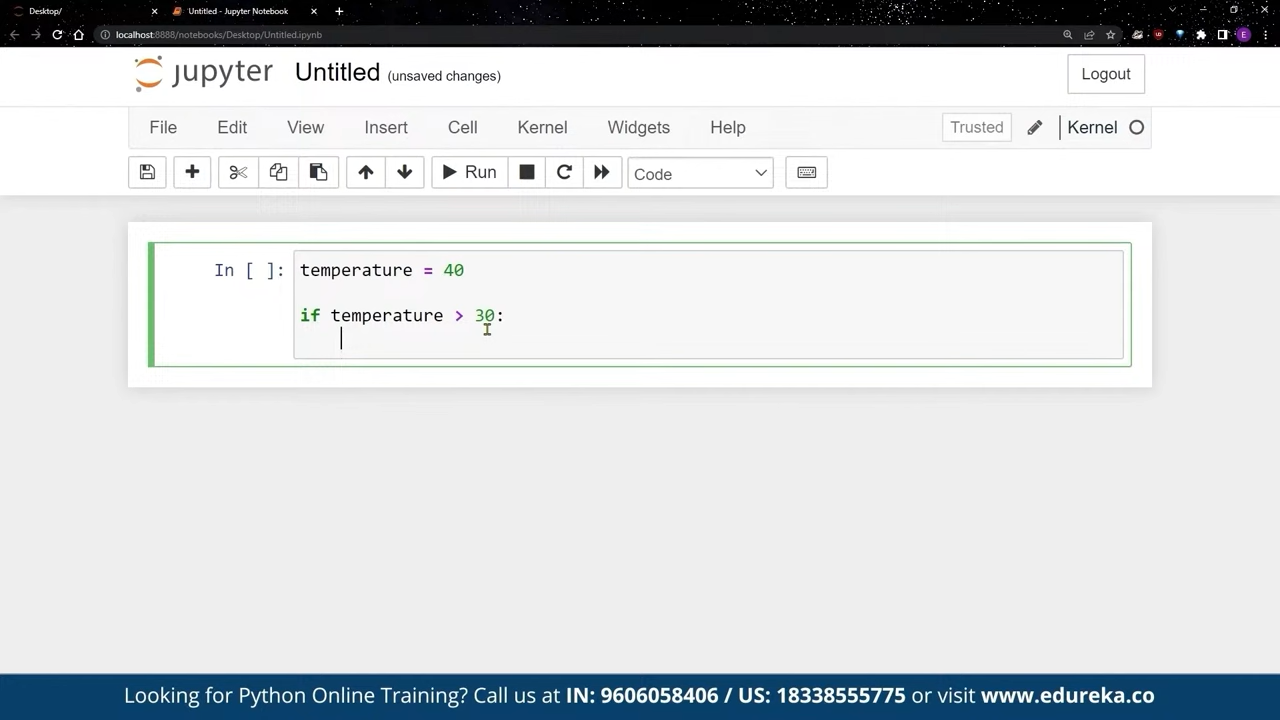 Desktop/
Untitled - Jupyter Notebook
localhost:8888/notebooks/Desktop/Untitled.ipynb
E
jupyter Untitled (unsaved changes)
Logout
File Edit View Insert Cell Kernel Widgets Help
Trusted
Kernel
Run
Code
In [ ]: temperature = 40
if temperature > 30:
Looking for Python Online Training? Call us at IN: 9606058406 / US: 18338555775 or visit www.edureka.co